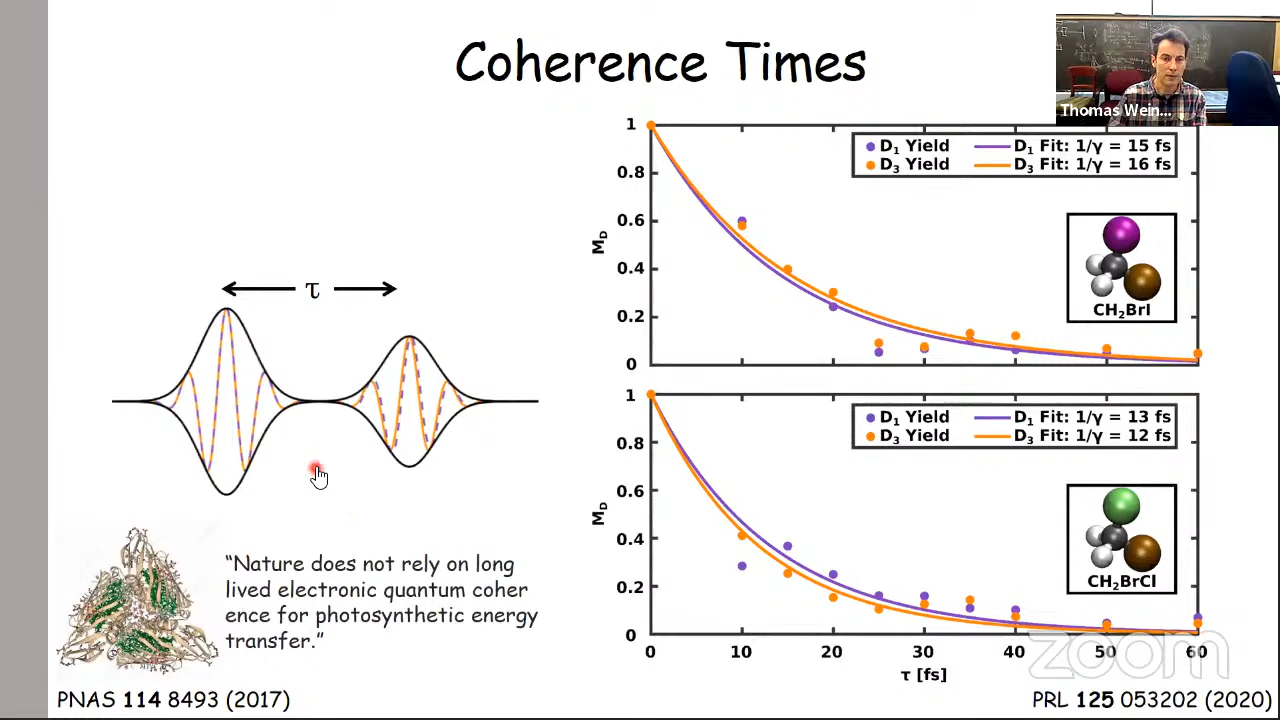 Coherence Times
Thomas Wein...
τ
"Nature does not rely on long
lived electronic quantum coher
ence for photosynthetic energy
transfer."
PNAS 114 8493 (2017)
1
0.8
0.6
0.4
0.2
0
M_D
D₁ Yield
D₁ Fit: 1/γ = 15 fs
D₃ Yield
D₃ Fit: 1/γ = 16 fs
CH₂BrI
1
0.8
0.6
0.4
0.2
0
M_D
D₁ Yield
D₁ Fit: 1/γ = 13 fs
D₃ Yield
D₃ Fit: 1/γ = 12 fs
CH₂BrCl
0 10 20 30 40 50 60
τ [fs]
zoom
PRL 125 053202 (2020)